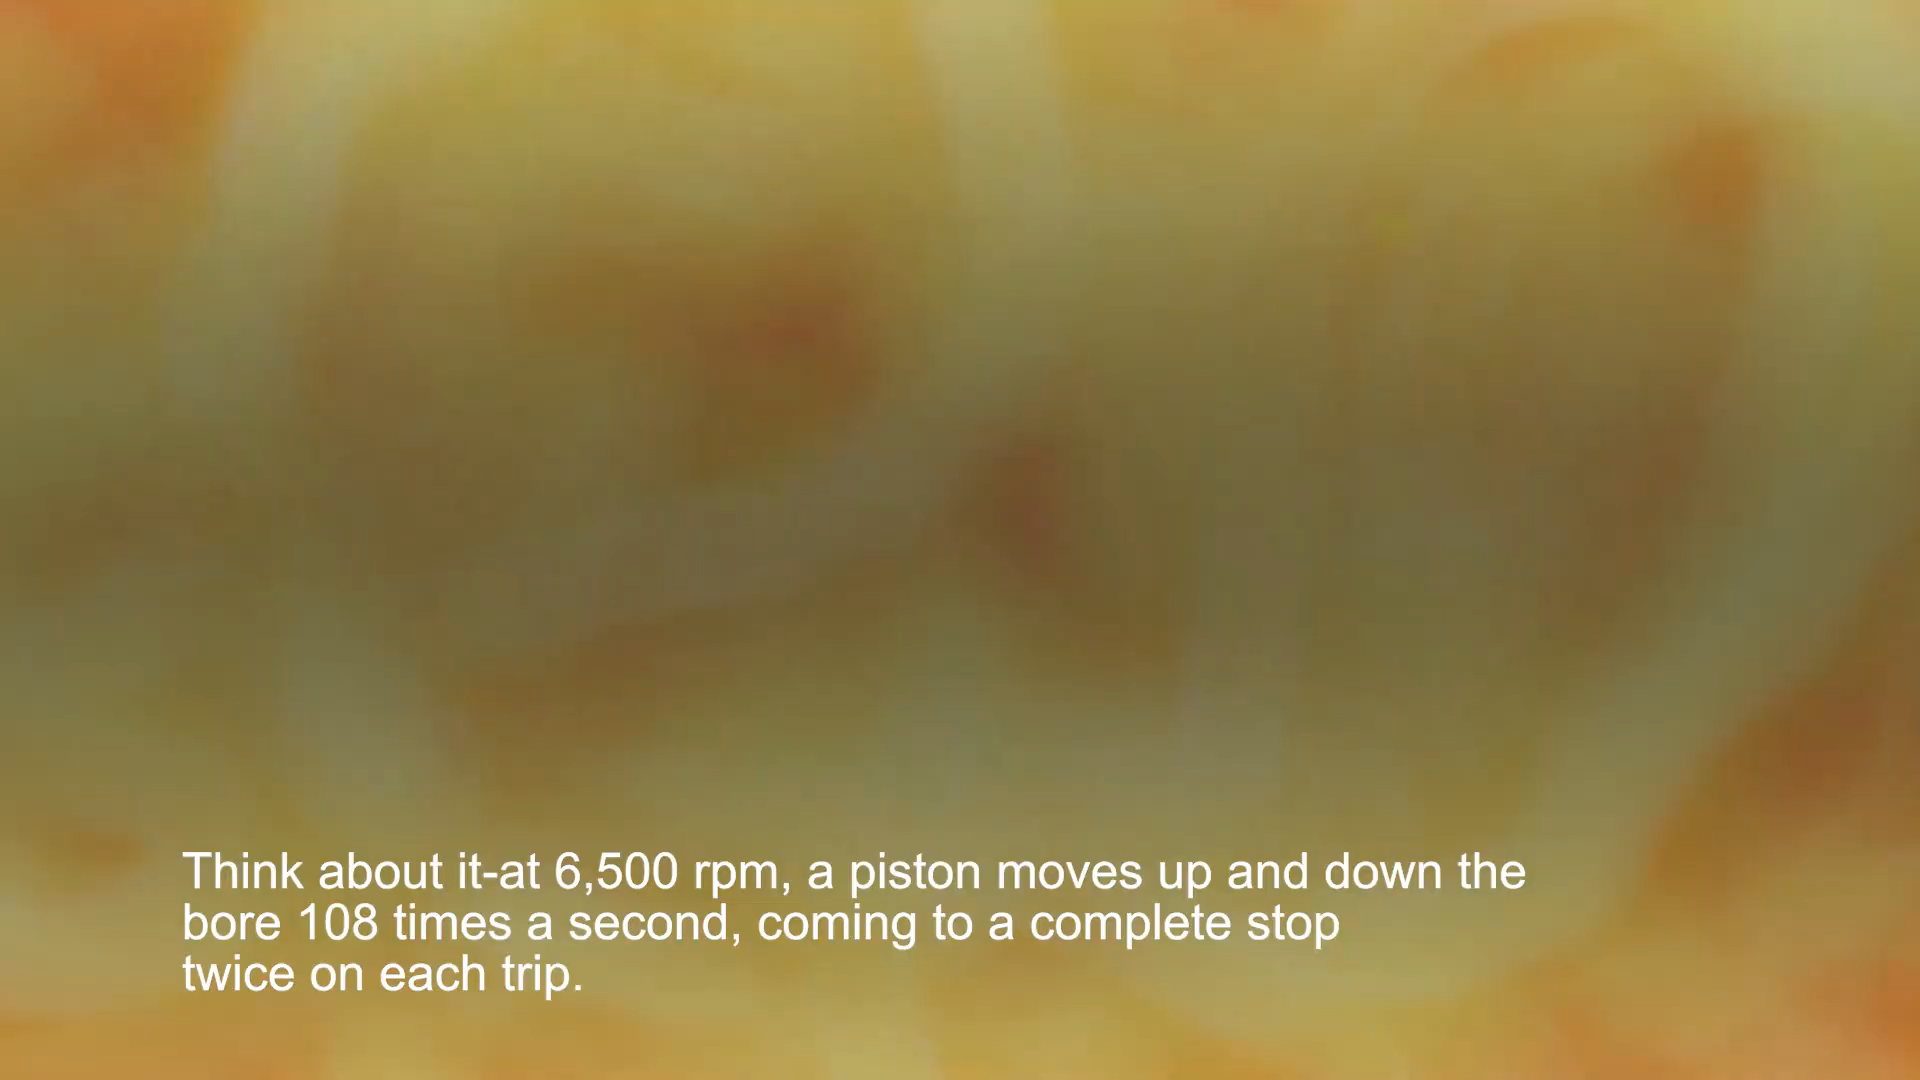 Think about it-at 6,500 rpm, a piston moves up and down the
bore 108 times a second, coming to a complete stop
twice on each trip.